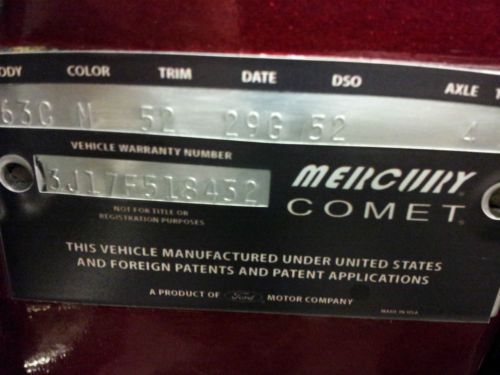 ODY COLOR TRIM DATE DSO AXLE T
63C M 52 29G 52 4
VEHICLE WARRANTY NUMBER
3J17F518432
NOT FOR TITLE OR
REGISTRATION PURPOSES
MERCURY
COMET
THIS VEHICLE MANUFACTURED UNDER UNITED STATES
AND FOREIGN PATENTS AND PATENT APPLICATIONS
A PRODUCT OF Ford MOTOR COMPANY
MADE IN USA